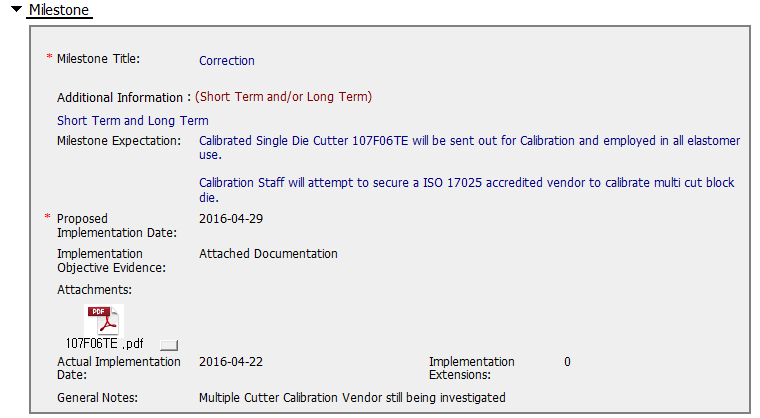 Milestone
* Milestone Title: Correction
Additional Information : (Short Term and/or Long Term)
Short Term and Long Term
Milestone Expectation: Calibrated Single Die Cutter 107F06TE will be sent out for Calibration and employed in all elastomer
use.
Calibration Staff will attempt to secure a ISO 17025 accredited vendor to calibrate multi cut block
die.
* Proposed 2016-04-29
Implementation Date:
Implementation Attached Documentation
Objective Evidence:
Attachments:
PDF
107F06TE .pdf
Actual Implementation 2016-04-22 Implementation 0
Date: Extensions:
General Notes: Multiple Cutter Calibration Vendor still being investigated